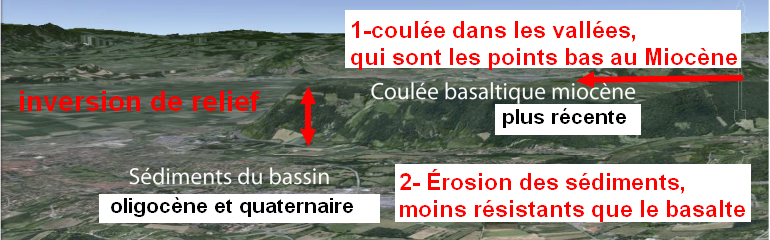 1-coulée dans les vallées,
qui sont les points bas au Miocène
inversion de relief
Coulée basaltique miocène
plus récente
Sédiments du bassin
oligocène et quaternaire
2- Érosion des sédiments,
moins résistants que le basalte